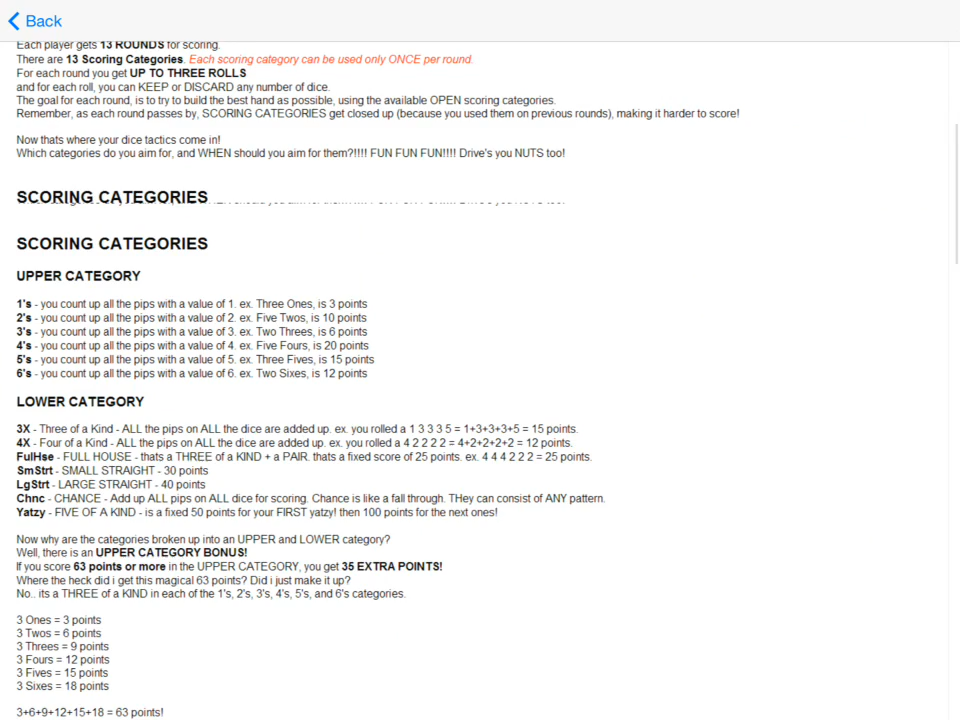 Back
Each player gets 13 ROUNDS for scoring.
There are 13 Scoring Categories. Each scoring category can be used only ONCE per round.
For each round you get UP TO THREE ROLLS
and for each roll, you can KEEP or DISCARD any number of dice.
The goal for each round, is to try to build the best hand as possible, using the available OPEN scoring categories.
Remember, as each round passes by, SCORING CATEGORIES get closed up (because you used them on previous rounds), making it harder to score!
Now thats where your dice tactics come in!
Which categories do you aim for, and WHEN should you aim for them?!!!! FUN FUN FUN!!!! Drive's you NUTS too!
SCORING CATEGORIES
SCORING CATEGORIES
UPPER CATEGORY
1's - you count up all the pips with a value of 1. ex. Three Ones, is 3 points
2's - you count up all the pips with a value of 2. ex. Five Twos, is 10 points
3's - you count up all the pips with a value of 3. ex. Two Threes, is 6 points
4's - you count up all the pips with a value of 4. ex. Five Fours, is 20 points
5's - you count up all the pips with a value of 5. ex. Three Fives, is 15 points
6's - you count up all the pips with a value of 6. ex. Two Sixes, is 12 points
LOWER CATEGORY
3X - Three of a Kind - ALL the pips on ALL the dice are added up. ex. you rolled a 1 3 3 3 5 = 1+3+3+3+5 = 15 points.
4X - Four of a Kind - ALL the pips on ALL the dice are added up. ex. you rolled a 4 2 2 2 2 = 4+2+2+2+2 = 12 points.
FulHse - FULL HOUSE - thats a THREE of a KIND + a PAIR. thats a fixed score of 25 points. ex. 4 4 4 2 2 2 = 25 points.
SmStrt - SMALL STRAIGHT - 30 points
LgStrt - LARGE STRAIGHT - 40 points
Chnc - CHANCE - Add up ALL pips on ALL dice for scoring. Chance is like a fall through. THey can consist of ANY pattern.
Yatzy - FIVE OF A KIND - is a fixed 50 points for your FIRST yatzy! then 100 points for the next ones!
Now why are the categories broken up into an UPPER and LOWER category?
Well, there is an UPPER CATEGORY BONUS!
If you score 63 points or more in the UPPER CATEGORY, you get 35 EXTRA POINTS!
Where the heck did i get this magical 63 points? Did i just make it up?
No.. its a THREE of a KIND in each of the 1's, 2's, 3's, 4's, 5's, and 6's categories.
3 Ones = 3 points
3 Twos = 6 points
3 Threes = 9 points
3 Fours = 12 points
3 Fives = 15 points
3 Sixes = 18 points
3+6+9+12+15+18 = 63 points!